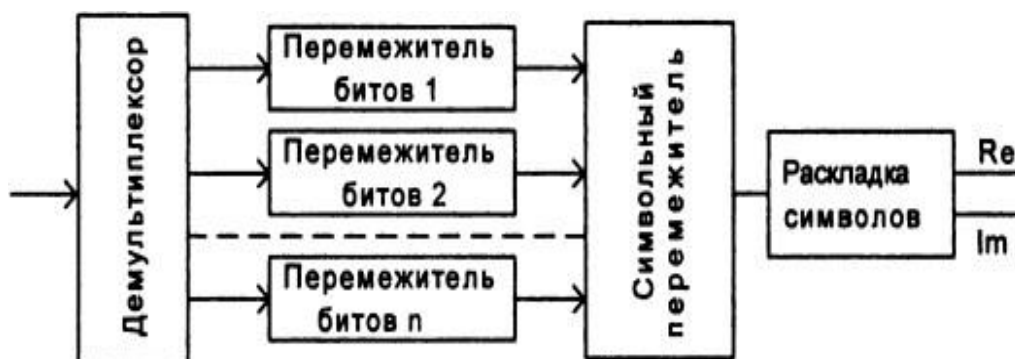 Демультиплексор
Перемежитель
битов 1
Перемежитель
битов 2
Перемежитель
битов n
Символьный
перемежитель
Раскладка
символов
Re
Im